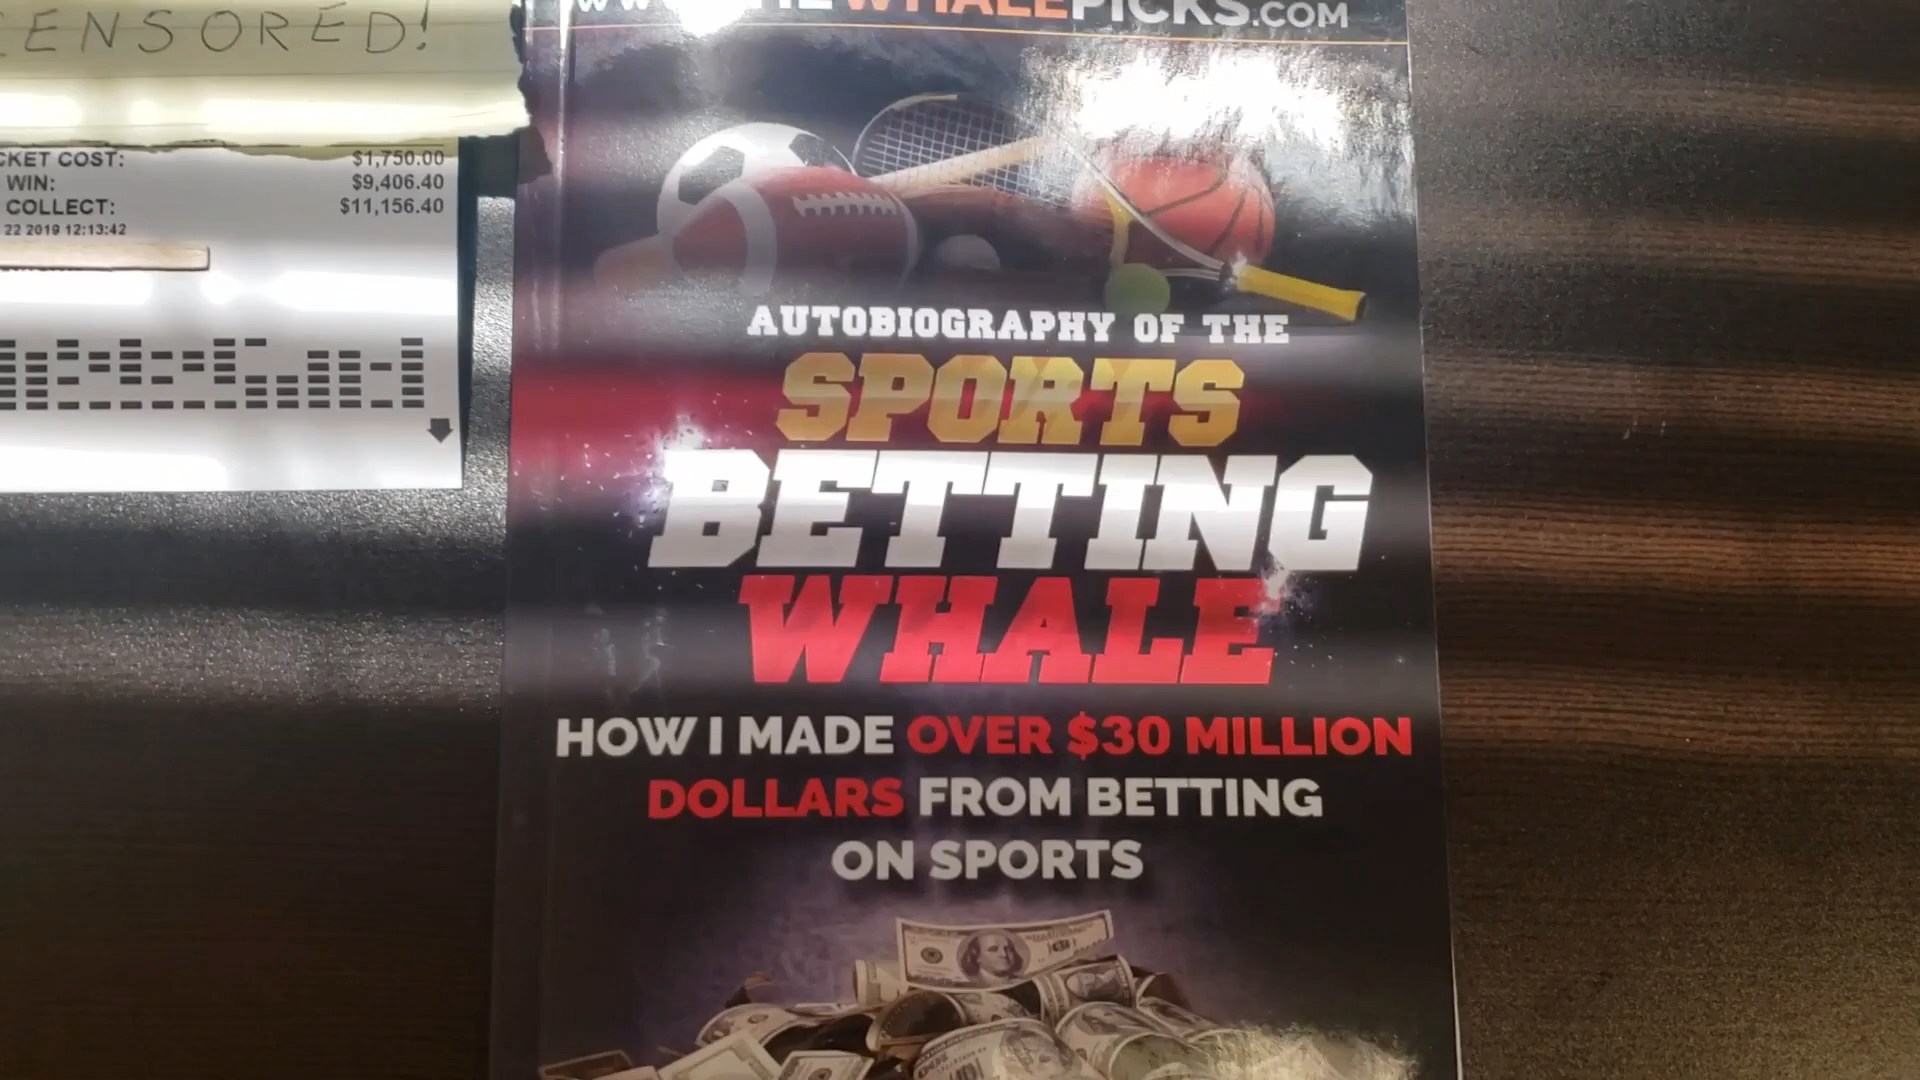 ENSORED!
CKET COST: $1,750.00
WIN: $9,406.40
COLLECT: $11,156.40
22 2019 12:13:42
WHALEPICKS.COM
AUTOBIOGRAPHY OF THE
SPORTS
BETTING
WHALE
HOW I MADE OVER $30 MILLION
DOLLARS FROM BETTING
ON SPORTS